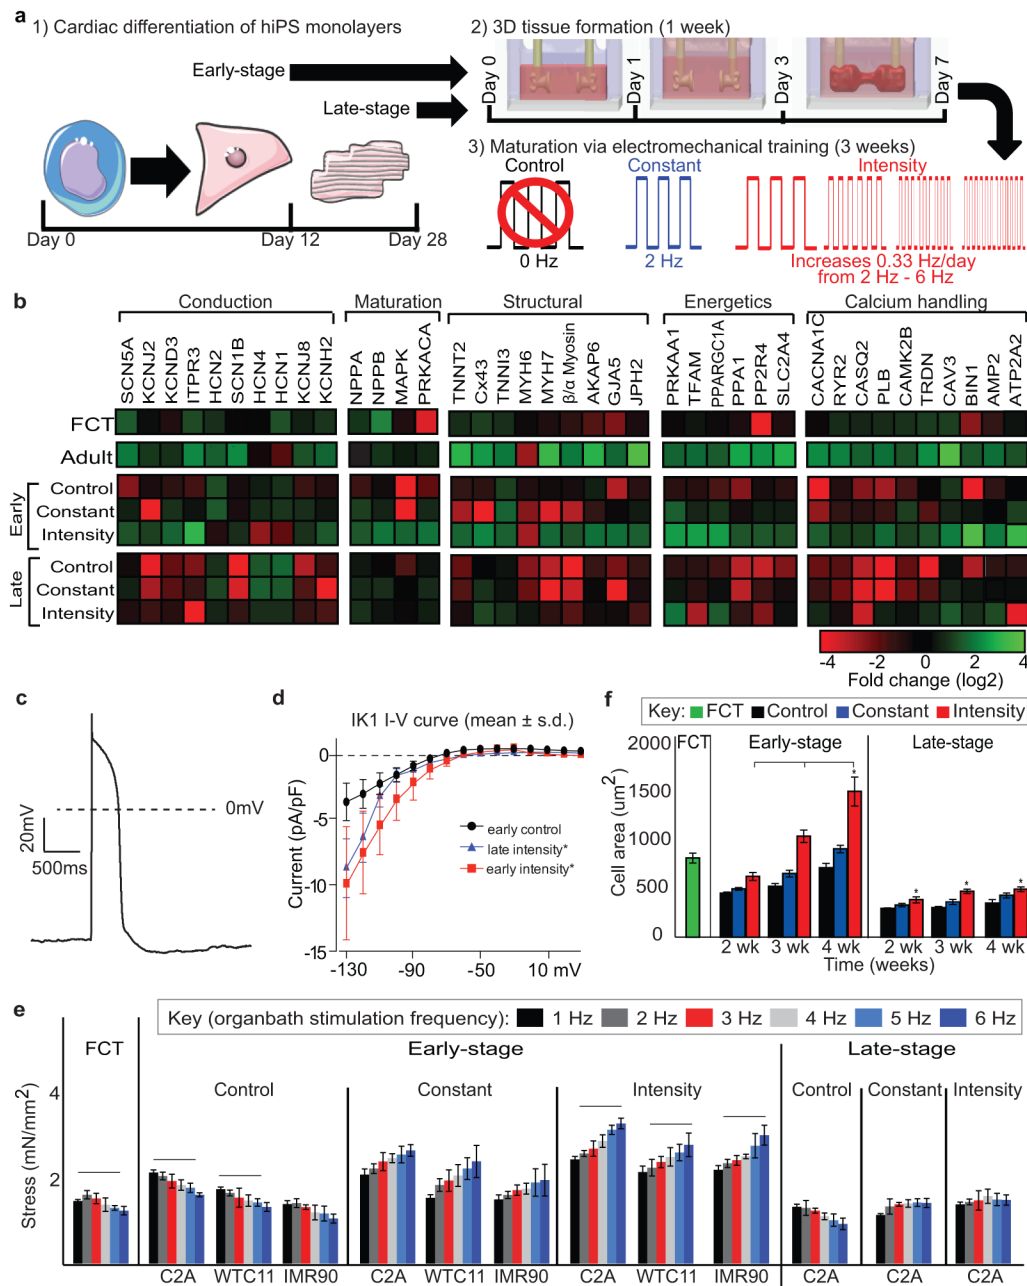 a
1) Cardiac differentiation of hiPS monolayers
Early-stage
Late-stage
Day 0
Day 12
Day 28
2) 3D tissue formation (1 week)
Day 0
Day 1
Day 3
Day 7
3) Maturation via electromechanical training (3 weeks)
Control
Constant
Intensity
0 Hz
2 Hz
Increases 0.33 Hz/day
from 2 Hz - 6 Hz
b
Conduction
Maturation
Structural
Energetics
Calcium handling
SCN5A
KCNJ2
KCND3
ITPR3
HCN2
SCN1B
HCN4
HCN1
KCNJ8
KCNH2
NPPA
NPPB
MAPK
PRKACA
TNNT2
Cx43
TNNI3
MYH6
MYH7
β/α Myosin
AKAP6
GJA5
JPH2
PRKAA1
TFAM
PPARGC1A
PPA1
PP2R4
SLC2A4
CACNA1C
RYR2
CASQ2
PLB
CAMK2B
TRDN
CAV3
BIN1
AMP2
ATP2A2
FCT
Adult
Early
Control
Constant
Intensity
Late
Control
Constant
Intensity
-4 -2 0 2 4
Fold change (log2)
c
0mV
20mV
500ms
d
IK1 I-V curve (mean ± s.d.)
Current (pA/pF)
0
-5
-10
-15
-130 -90 -50 10 mV
early control
late intensity*
early intensity*
f
Key: FCT Control Constant Intensity
FCT
Early-stage
Late-stage
Cell area (um2)
2000
1500
1000
500
0
*
* * *
2 wk 3 wk 4 wk 2 wk 3 wk 4 wk
Time (weeks)
e
Key (organbath stimulation frequency): 1 Hz 2 Hz 3 Hz 4 Hz 5 Hz 6 Hz
FCT
Early-stage
Late-stage
Control
Constant
Intensity
Control
Constant
Intensity
Stress (mN/mm2)
4
2
C2A WTC11 IMR90 C2A WTC11 IMR90 C2A WTC11 IMR90 C2A C2A C2A